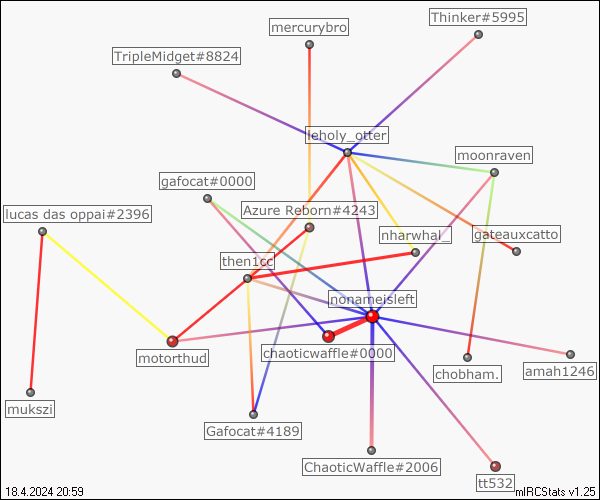 mercurybro
Thinker#5995
TripleMidget#8824
leholy_otter
moonraven
gafocat#0000
lucas das oppai#2396
Azure Reborn#4243
nharwhal_
gateauxcatto
then1cc
nonameisleft
motorthud
chaoticwaffle#0000
chobham.
amah1246
mukszi
Gafocat#4189
ChaoticWaffle#2006
tt532
18.4.2024 20:59
mIRCStats v1.25